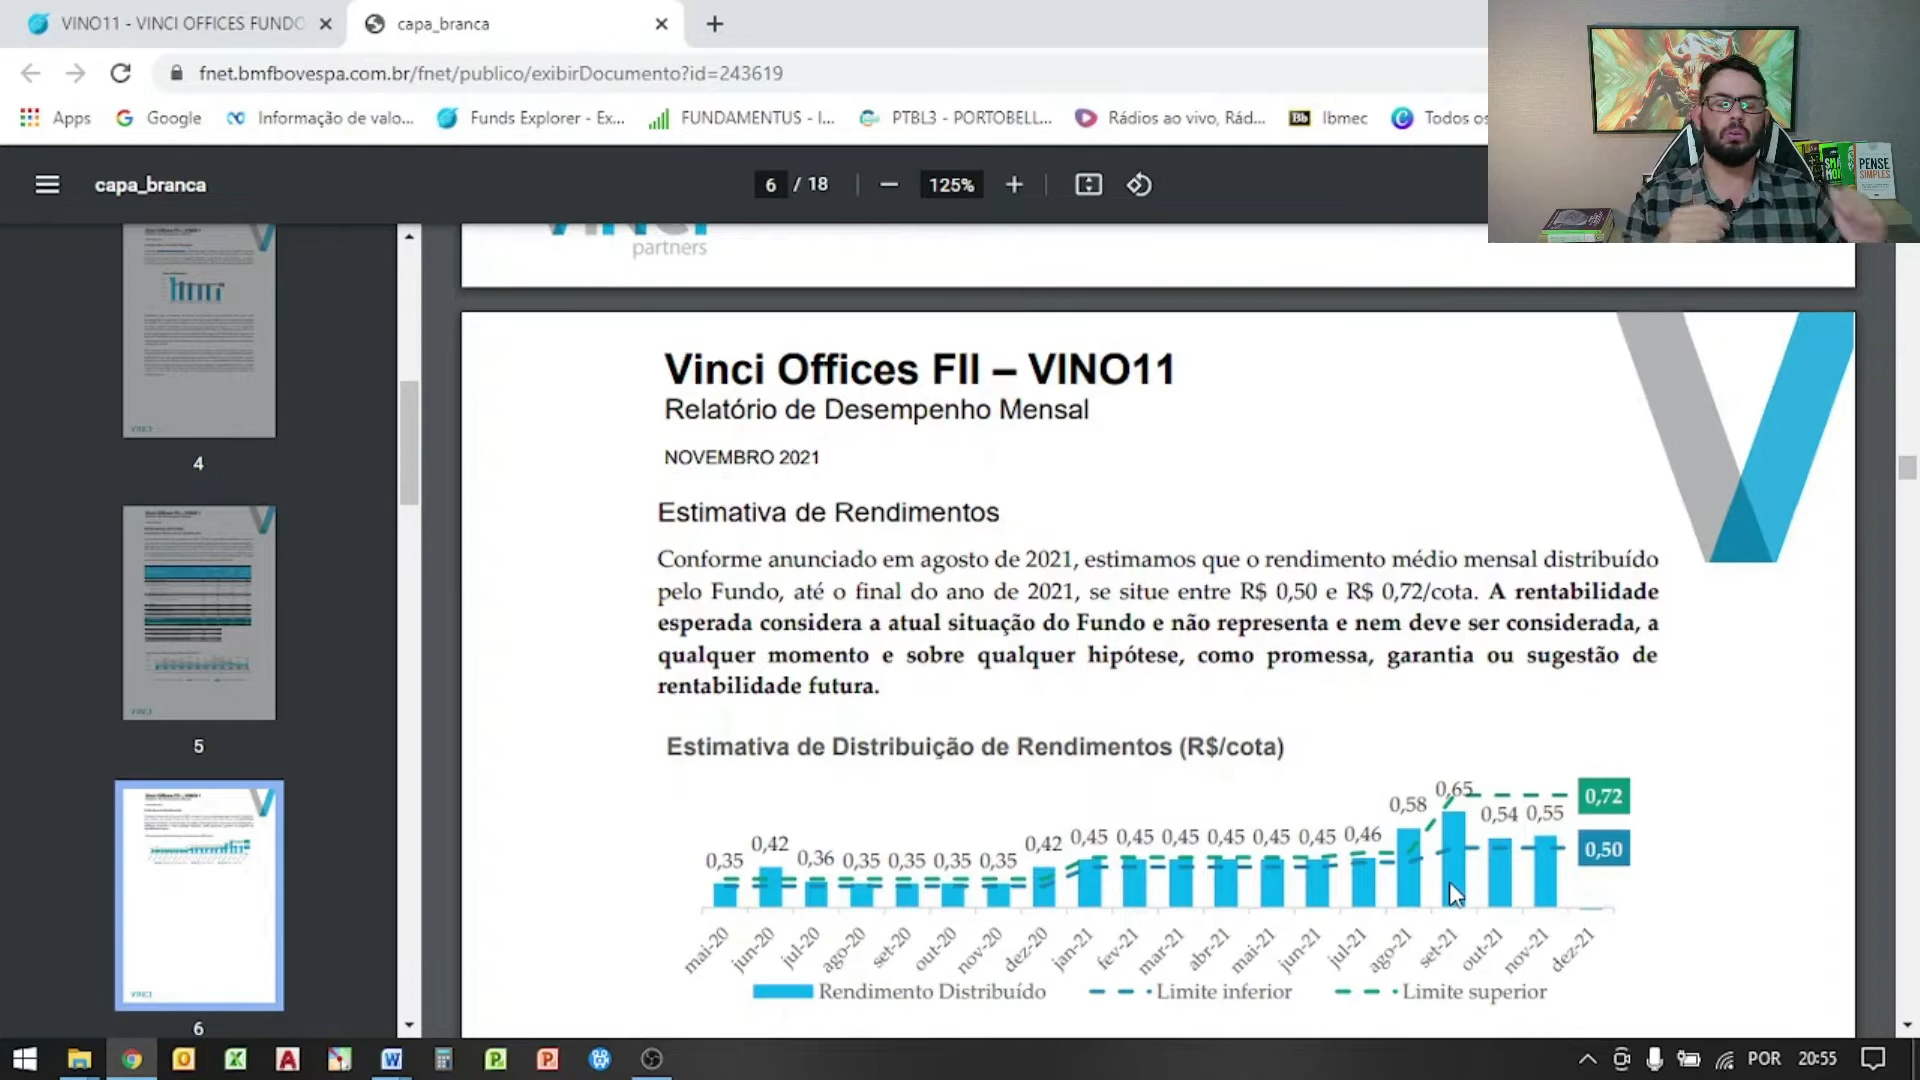 VINO11 - VINCI OFFICES FUNDO
capa_branca
fnet.bmfbovespa.com.br/fnet/publico/exibirDocumento?id=243619
Apps
Google
Informação de valo...
Funds Explorer - Ex...
FUNDAMENTUS - I...
PTBL3 - PORTOBELL...
Rádios ao vivo, Rád...
Bb
Ibmec
Todos os
capa_branca
6 / 18
125%
PENSE
SIMPLES
partners
4
5
6
Vinci Offices FII – VINO11
Relatório de Desempenho Mensal
NOVEMBRO 2021
Estimativa de Rendimentos
Conforme anunciado em agosto de 2021, estimamos que o rendimento médio mensal distribuído
pelo Fundo, até o final do ano de 2021, se situe entre R$ 0,50 e R$ 0,72/cota. A rentabilidade
esperada considera a atual situação do Fundo e não representa e nem deve ser considerada, a
qualquer momento e sobre qualquer hipótese, como promessa, garantia ou sugestão de
rentabilidade futura.
Estimativa de Distribuição de Rendimentos (R$/cota)
0,35 0,42 0,36 0,35 0,35 0,35 0,35 0,42 0,45 0,45 0,45 0,45 0,45 0,45 0,46 0,58 0,65 0,54 0,55
0,72
0,50
mai-20 jun-20 jul-20 ago-20 set-20 out-20 nov-20 dez-20 jan-21 fev-21 mar-21 abr-21 mai-21 jun-21 jul-21 ago-21 set-21 out-21 nov-21 dez-21
Rendimento Distribuído Limite inferior Limite superior
POR 20:55